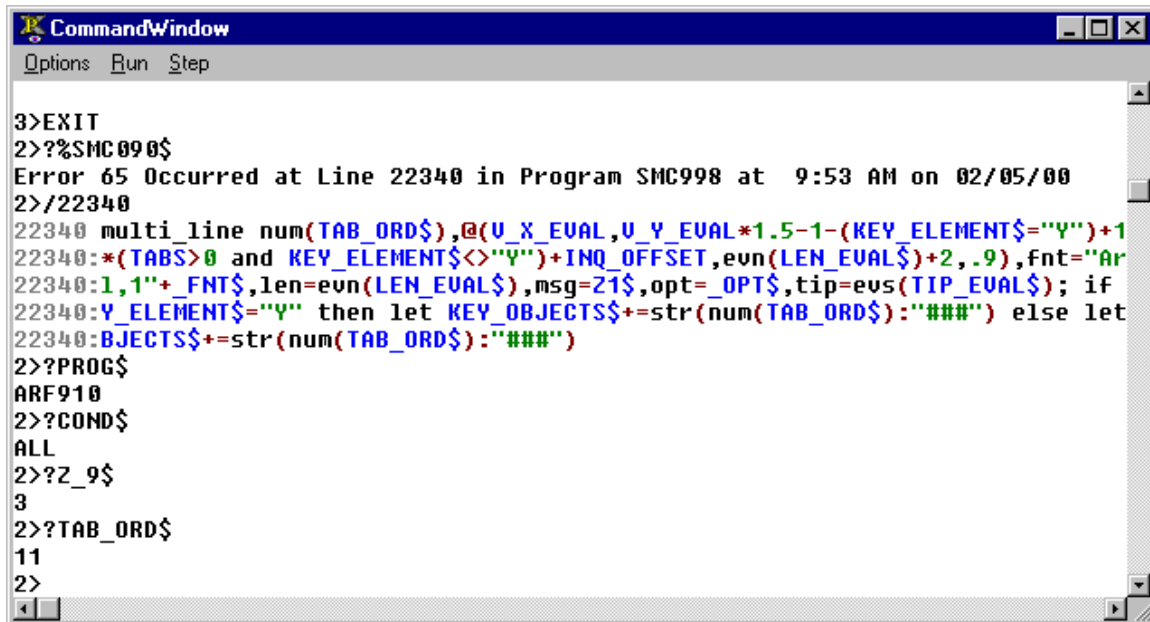 CommandWindow
Options Run Step
3>EXIT
2>?%SMC090$
Error 65 Occurred at Line 22340 in Program SMC998 at  9:53 AM on 02/05/00
2>/22340
22340 multi_line num(TAB_ORD$),@(V_X_EVAL,V_Y_EVAL*1.5-1-(KEY_ELEMENT$="Y")+1
22340:*(TABS>0 and KEY_ELEMENT$<>"Y")+INQ_OFFSET,evn(LEN_EVAL$)+2,.9),fnt="Ar
22340:l,1"+_FNT$,len=evn(LEN_EVAL$),msg=Z1$,opt=_OPT$,tip=evs(TIP_EVAL$); if
22340:Y_ELEMENT$="Y" then let KEY_OBJECTS$+=str(num(TAB_ORD$):"###") else let
22340:BJECTS$+=str(num(TAB_ORD$):"###")
2>?PROG$
ARF910
2>?COND$
ALL
2>?Z_9$
3
2>?TAB_ORD$
11
2>